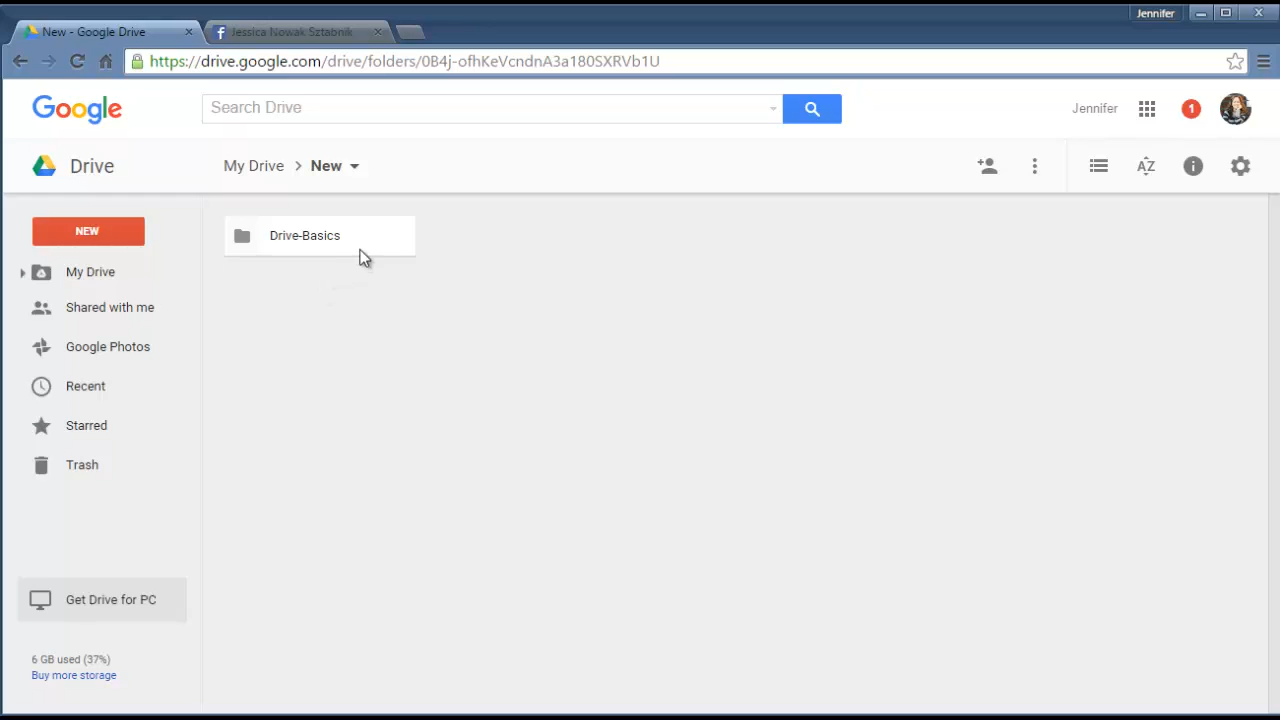 Jennifer
New - Google Drive
Jessica Nowak Sztabnik
https://drive.google.com/drive/folders/0B4j-ofhKeVcndnA3a180SXRVb1U
Google
Search Drive
Jennifer
1
Drive
My Drive > New
AZ
NEW
Drive-Basics
My Drive
Shared with me
Google Photos
Recent
Starred
Trash
Get Drive for PC
6 GB used (37%)
Buy more storage